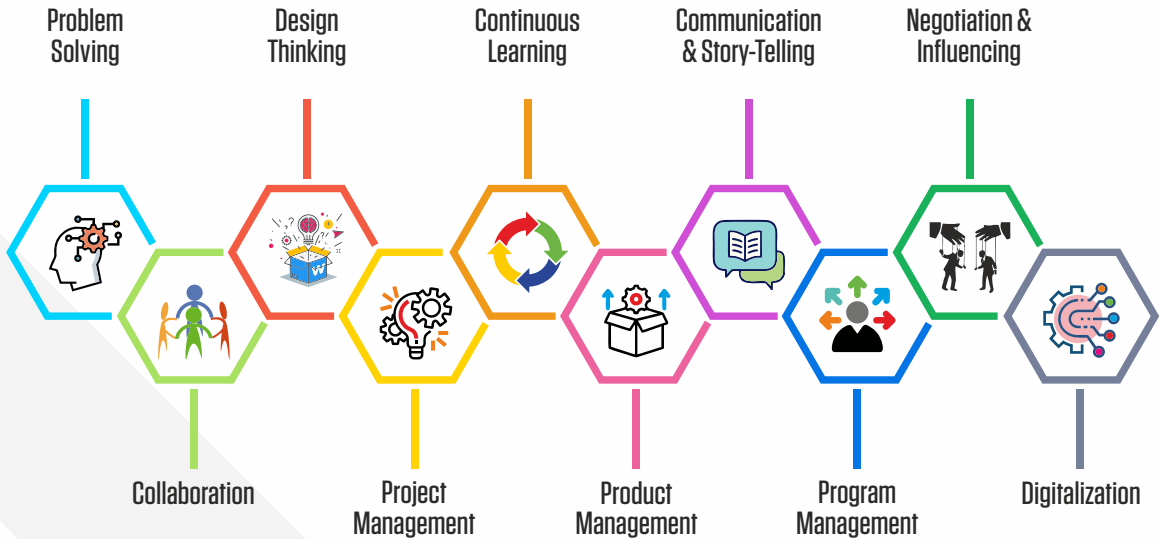 Problem
Solving
Design
Thinking
Continuous
Learning
Communication
& Story-Telling
Negotiation &
Influencing
Collaboration
Project
Management
Product
Management
Program
Management
Digitalization